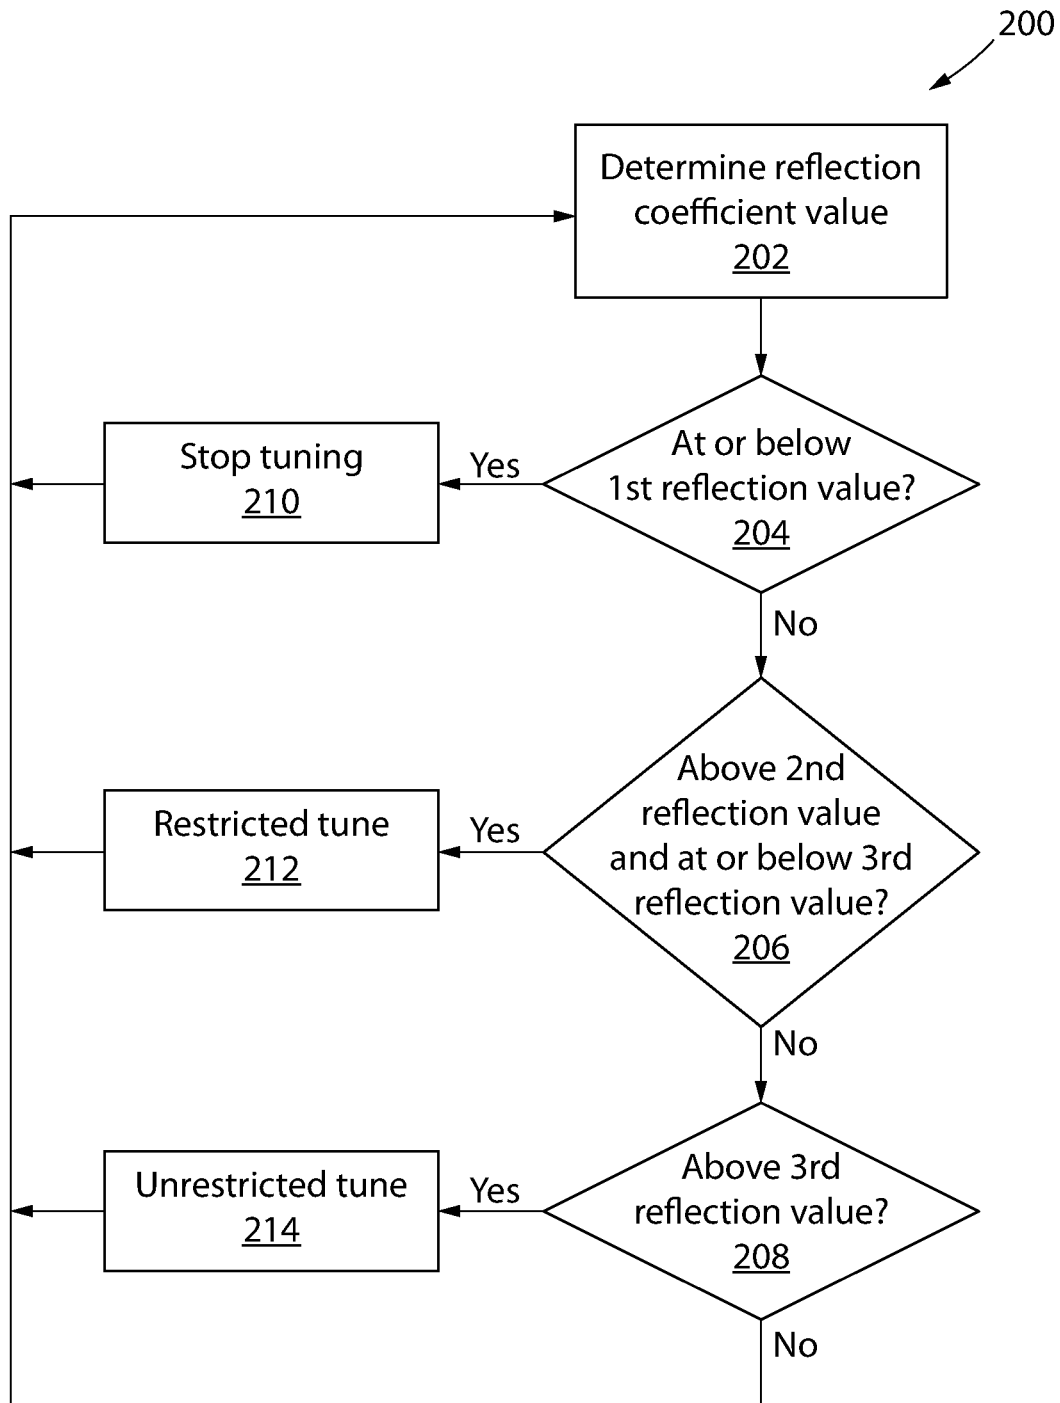 200
Determine reflection
coefficient value
202
At or below
1st reflection value?
204
Yes
Stop tuning
210
No
Above 2nd
reflection value
and at or below 3rd
reflection value?
206
Yes
Restricted tune
212
No
Above 3rd
reflection value?
208
Yes
Unrestricted tune
214
No